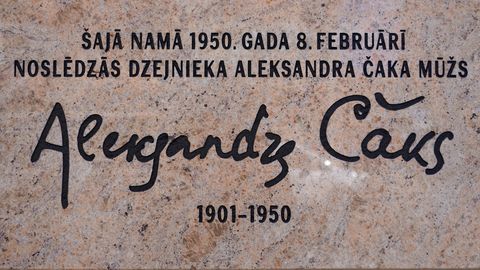 ŠAJĀ NAMĀ 1950. GADA 8. FEBRUĀRĪ
NOSLĒDZĀS DZEJNIEKA ALEKSANDRA ČAKA MŪŽS
Aleksandrs Čaks
1901-1950